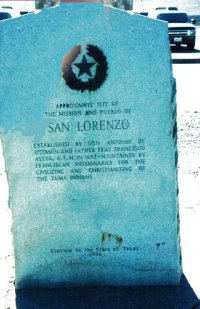 APPROXIMATE SITE OF
THE MISSION AND PUEBLO OF
SAN LORENZO
ESTABLISHED BY DON ANTONIO DE
OTERMIN AND FATHER FRAY FRANCISCO
AYETA, O.F.M. IN 1682 - MAINTAINED BY
FRANCISCAN MISSIONARIES FOR THE
CIVILIZING AND CHRISTIANIZING OF
THE ZUMA INDIANS
Erected by the State of Texas
1936